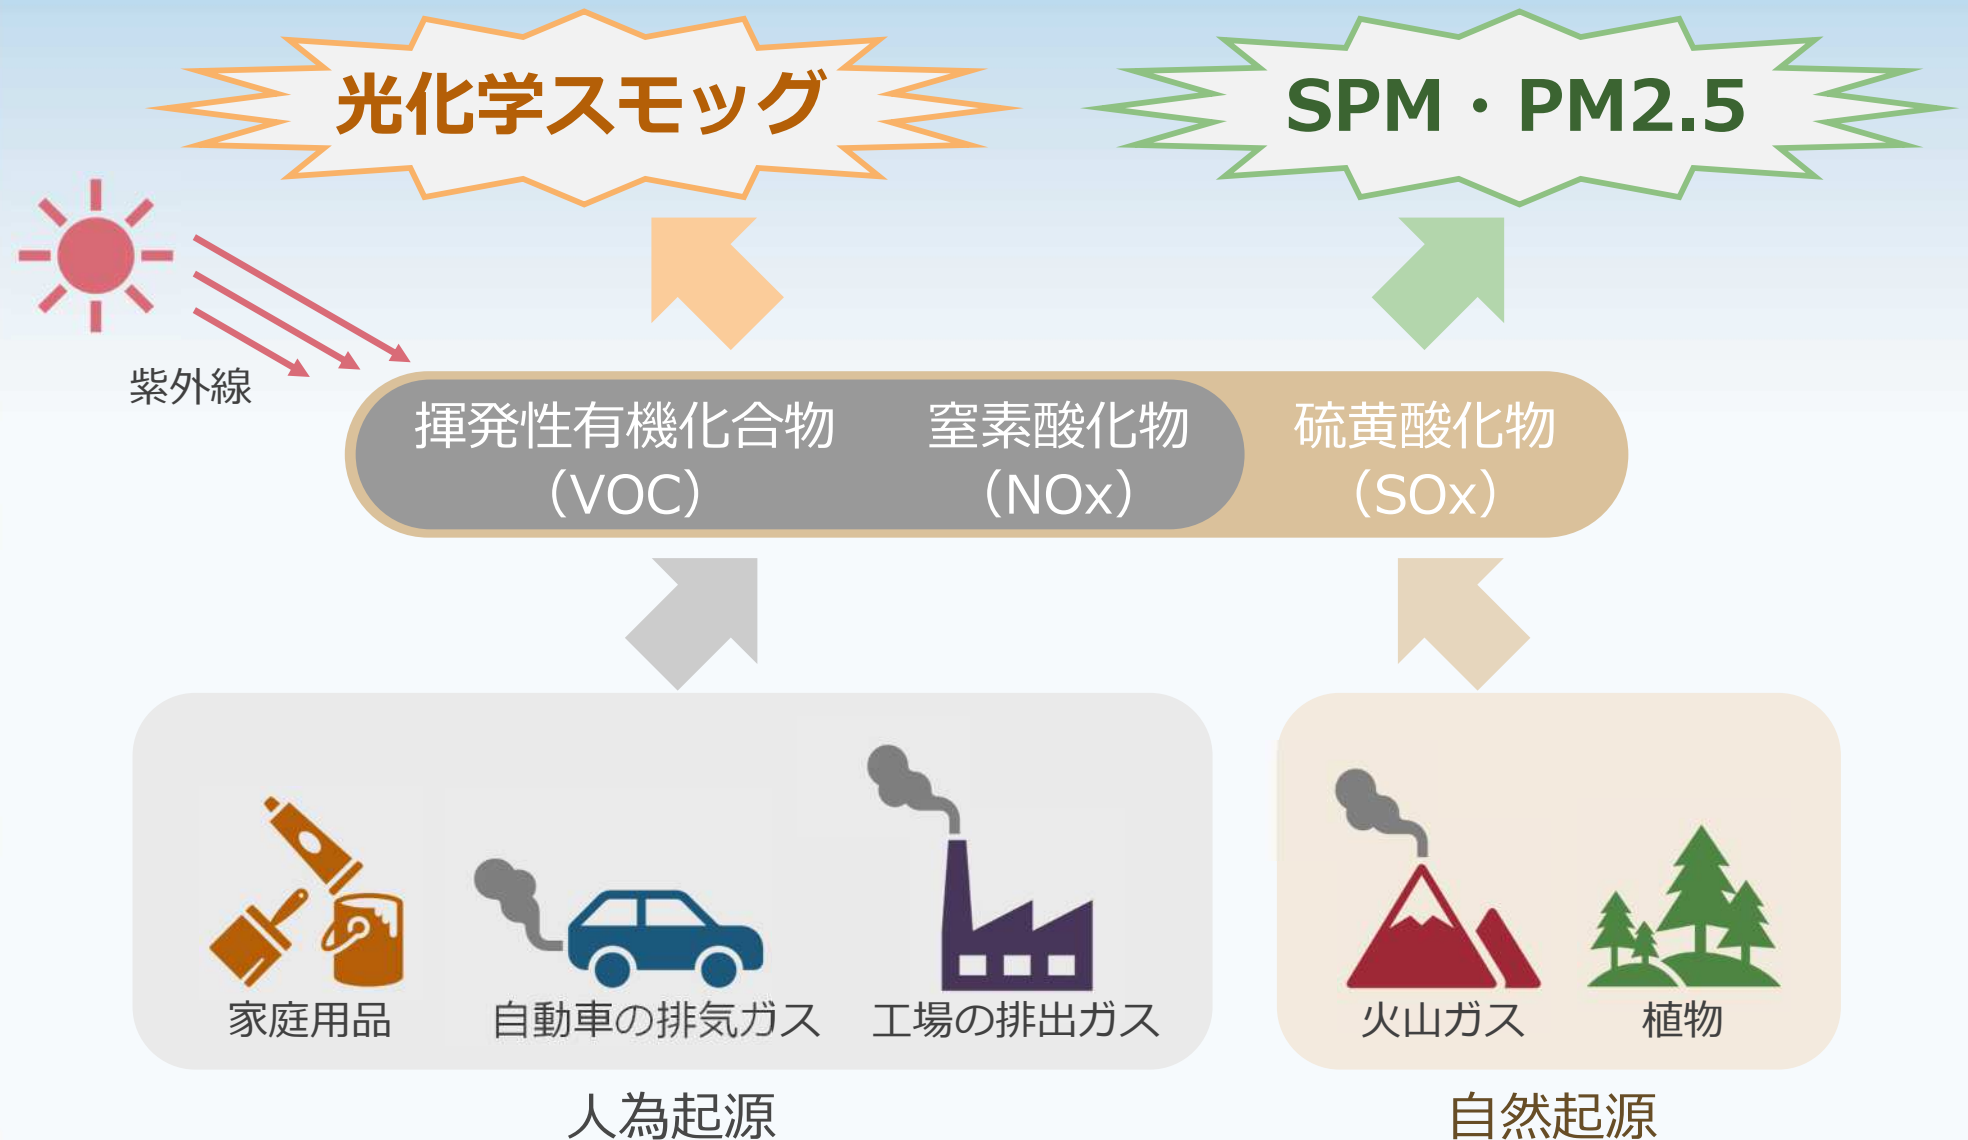 光化学スモッグ
SPM・PM2.5
紫外線
揮発性有機化合物
（VOC）
窒素酸化物
（NOx）
硫黄酸化物
（SOx）
家庭用品
自動車の排気ガス
工場の排出ガス
火山ガス
植物
人為起源
自然起源